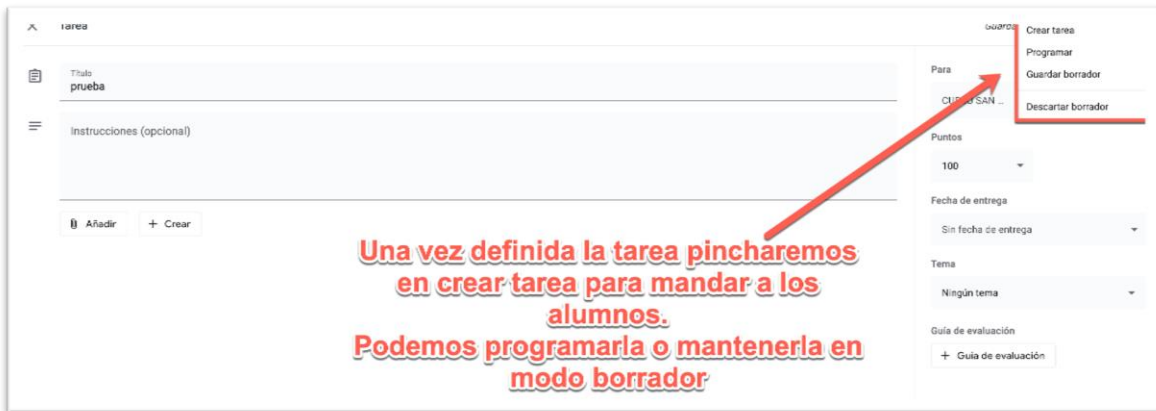 Tarea
Crear tarea
Programar
Guardar borrador
Descartar borrador
Título
prueba
Instrucciones (opcional)
Añadir
+ Crear
Para
Puntos
100
Fecha de entrega
Sin fecha de entrega
Tema
Ningún tema
Guía de evaluación
+ Guía de evaluación
Una vez definida la tarea pincharemos
en crear tarea para mandar a los
alumnos.
Podemos programarla o mantenerla en
modo borrador